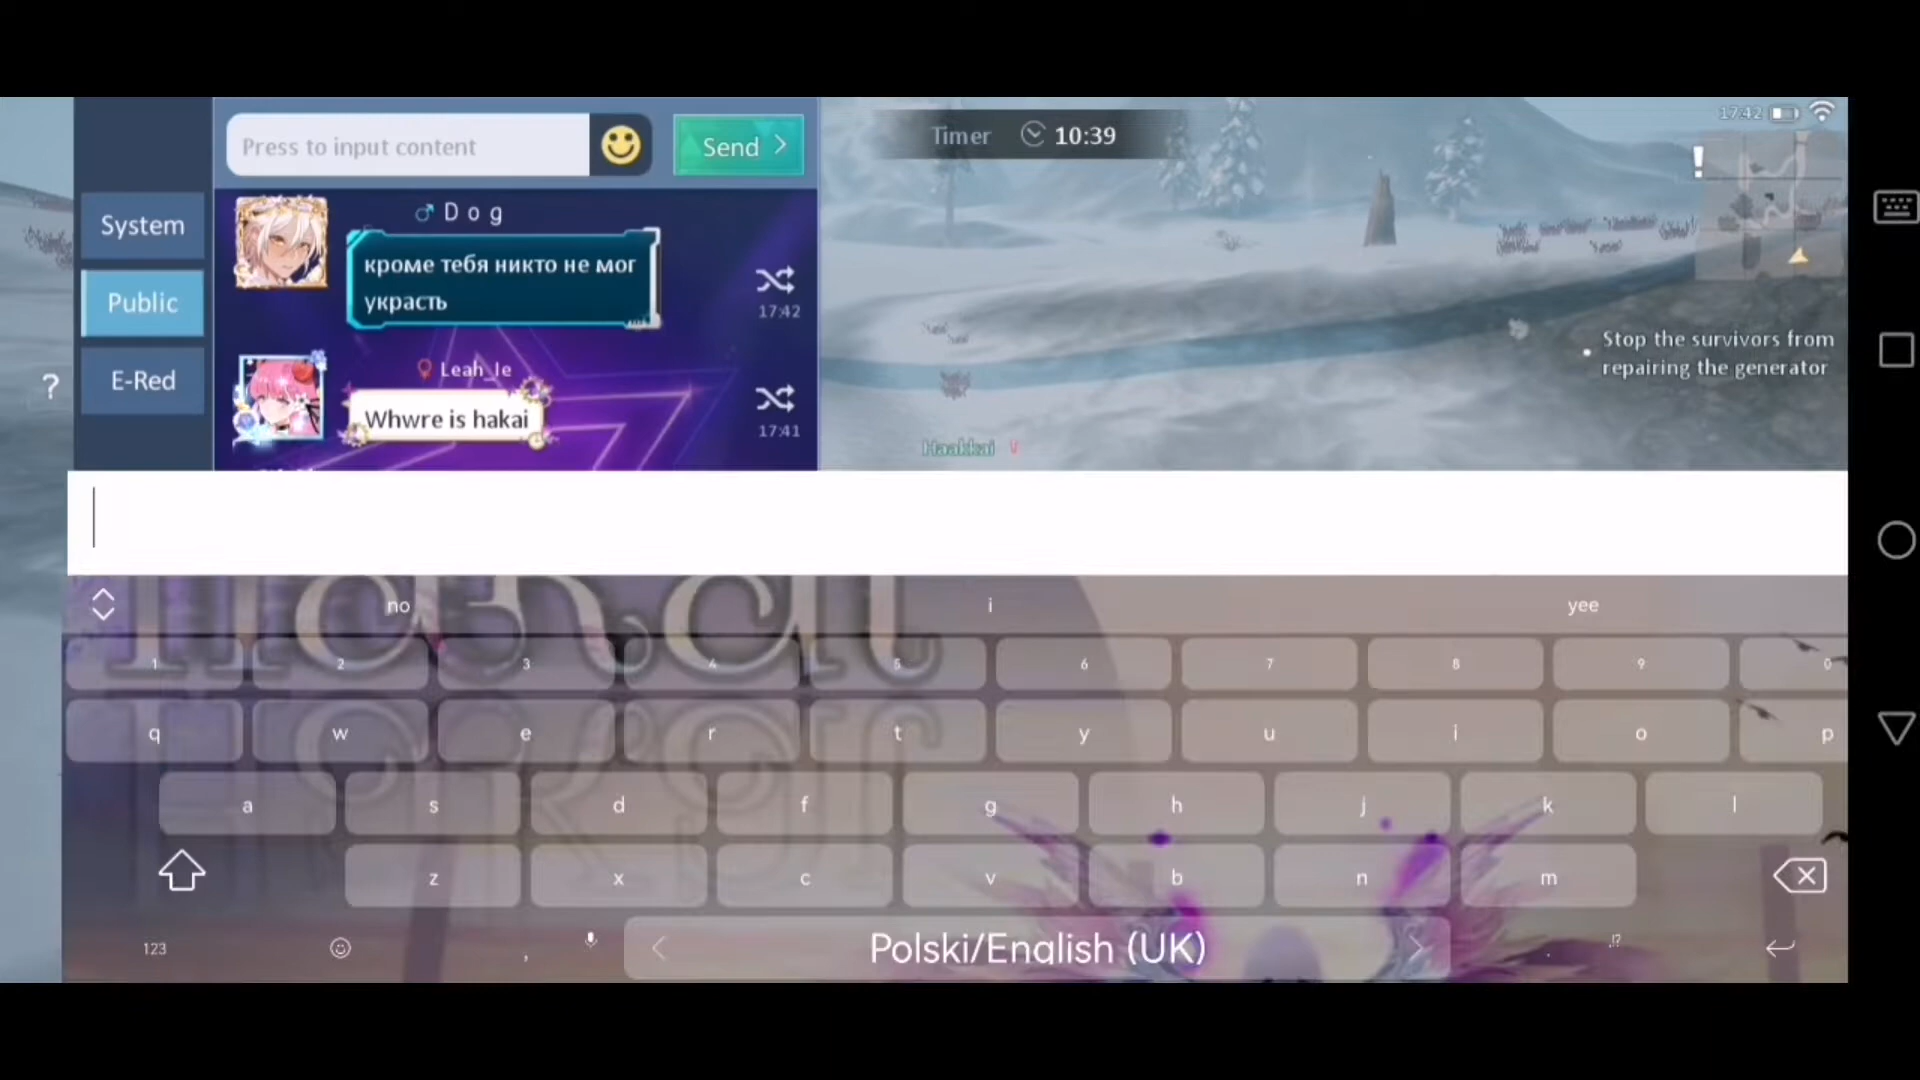 Press to input content
Send
Timer 10:39
17:42
System
Public
E-Red
?
D o g
кроме тебя никто не мог
украсть
17:42
Leah_le
Whwre is hakai
17:41
!
Stop the survivors from
repairing the generator
Haakkai
no i yee
1 2 3 4 5 6 7 8 9 0
q w e r t y u i o p
a s d f g h j k l
z x c v b n m
123 , Polski/English (UK) . !?